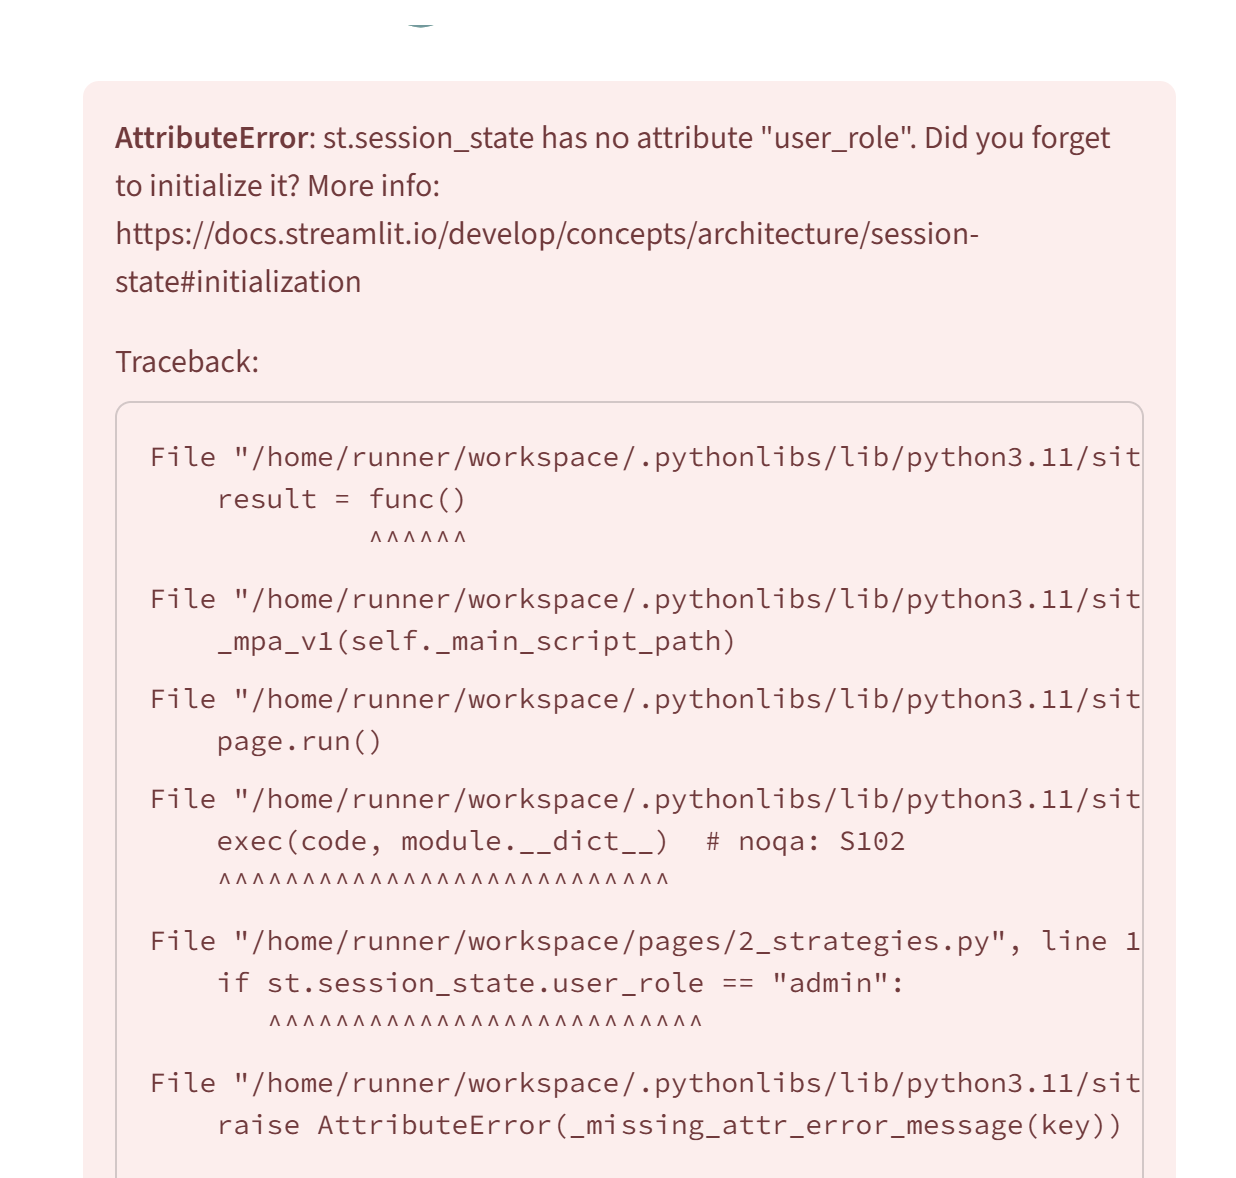 AttributeError: st.session_state has no attribute "user_role". Did you forget
to initialize it? More info:
https://docs.streamlit.io/develop/concepts/architecture/session-
state#initialization
Traceback:
File "/home/runner/workspace/.pythonlibs/lib/python3.11/sit
    result = func()
             ^^^^^^
File "/home/runner/workspace/.pythonlibs/lib/python3.11/sit
    _mpa_v1(self._main_script_path)
File "/home/runner/workspace/.pythonlibs/lib/python3.11/sit
    page.run()
File "/home/runner/workspace/.pythonlibs/lib/python3.11/sit
    exec(code, module.__dict__)  # noqa: S102
    ^^^^^^^^^^^^^^^^^^^^^^^^^^^
File "/home/runner/workspace/pages/2_strategies.py", line 1
    if st.session_state.user_role == "admin":
       ^^^^^^^^^^^^^^^^^^^^^^^^^^
File "/home/runner/workspace/.pythonlibs/lib/python3.11/sit
    raise AttributeError(_missing_attr_error_message(key))